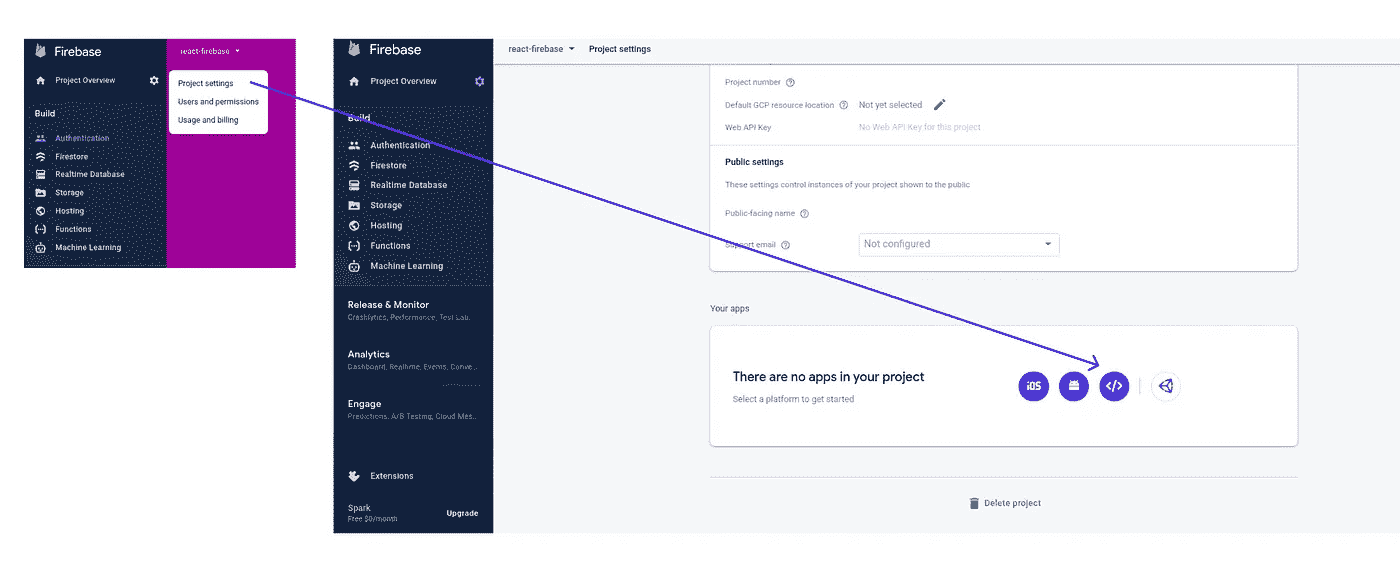 Firebase
react-firebase
Project Overview
Project settings
Users and permissions
Usage and billing
Build
Authentication
Firestore
Realtime Database
Storage
Hosting
Functions
Machine Learning
Firebase
Project Overview
Build
Authentication
Firestore
Realtime Database
Storage
Hosting
Functions
Machine Learning
Release & Monitor
Crashlytics, Performance, Test Lab..
Analytics
Dashboard, Realtime, Events, Conve...
Engage
Predictions, A/B Testing, Cloud Mes..
Extensions
Spark
Free $0/month
Upgrade
react-firebase Project settings
Project number
Default GCP resource location Not yet selected
Web API Key No Web API Key for this project
Public settings
These settings control instances of your project shown to the public
Public-facing name
Support email Not configured
Your apps
There are no apps in your project
Select a platform to get started
iOS
</>
Delete project